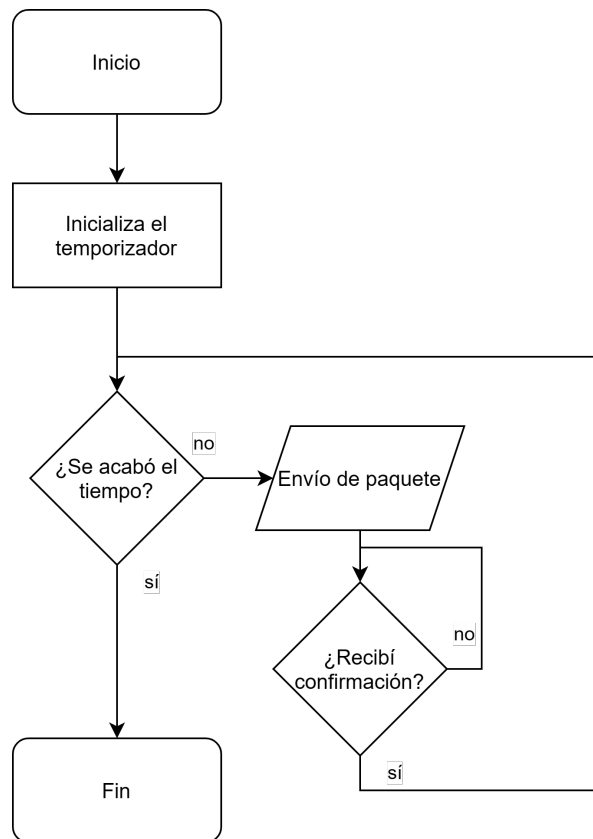 Inicio
Inicializa el
temporizador
¿Se acabó el
tiempo?
no
Envío de paquete
sí
¿Recibí
confirmación?
no
sí
Fin